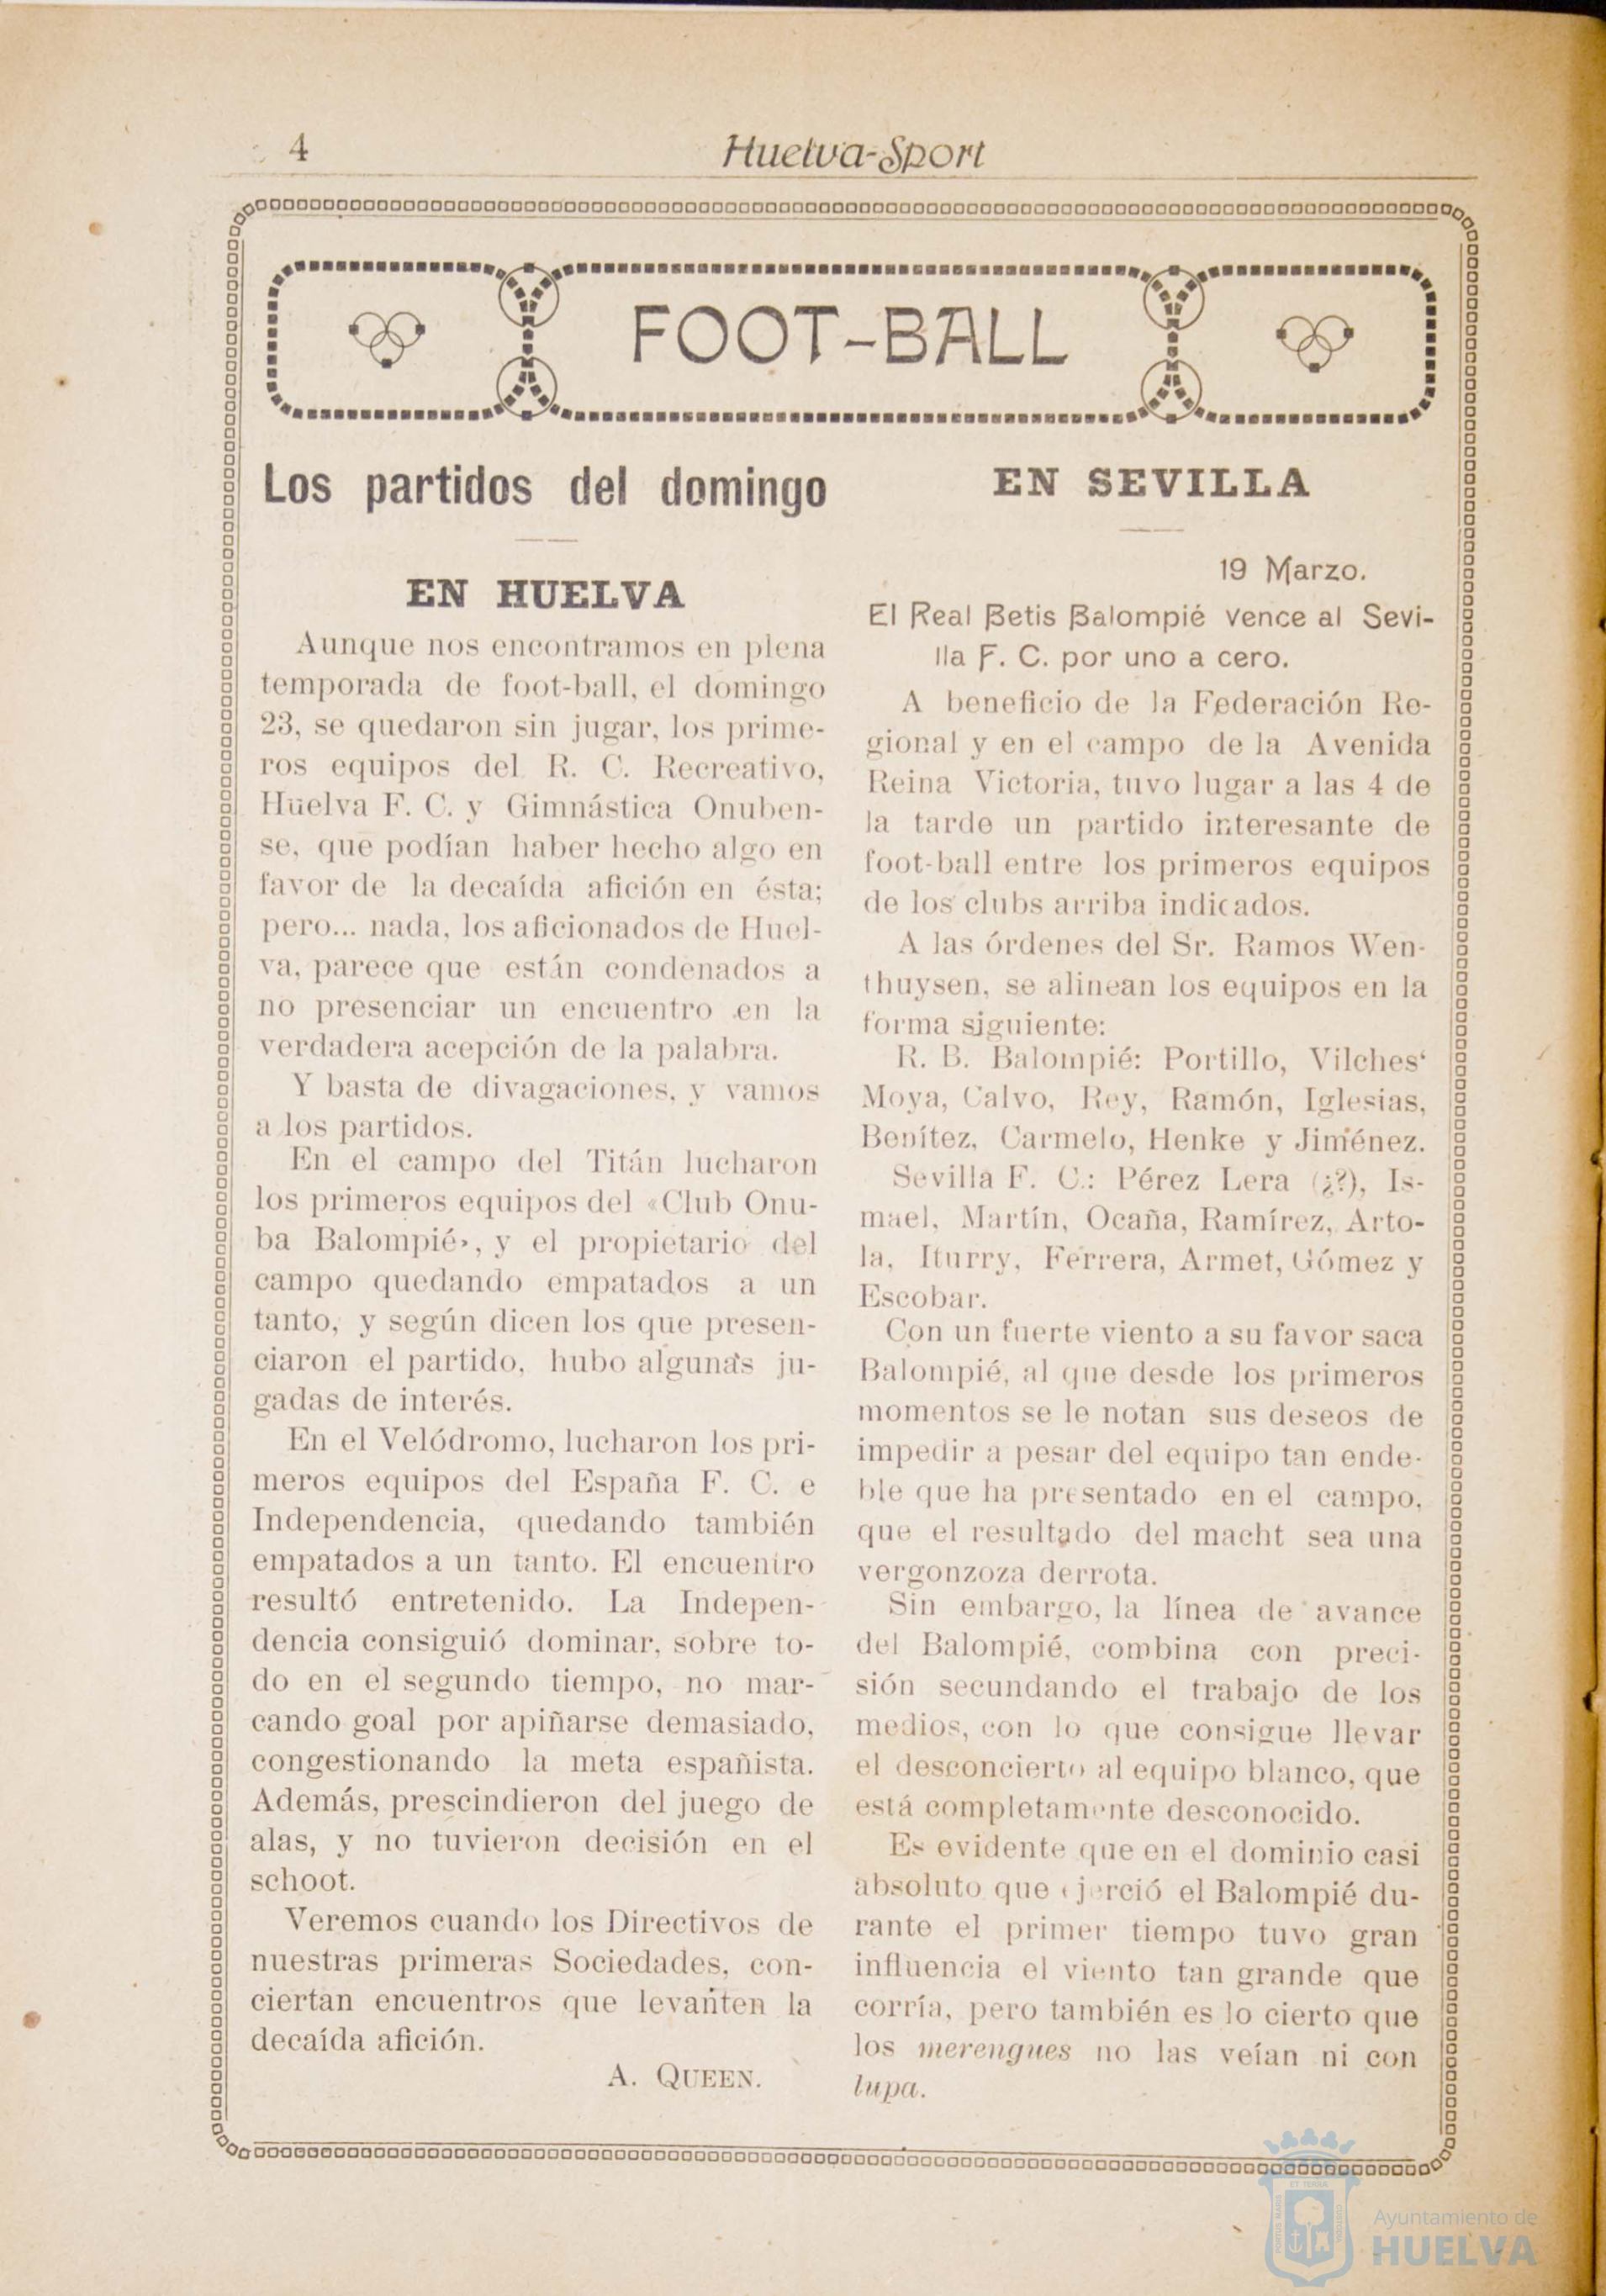 4
Huelva-Sport
FOOT-BALL
Los partidos del domingo
EN HUELVA
Aunque nos encontramos en plena
temporada de foot-ball, el domingo
23, se quedaron sin jugar, los prime-
ros equipos del R. C. Recreativo,
Huelva F. C. y Gimnástica Onuben-
se, que podían haber hecho algo en
favor de la decaída afición en ésta;
pero... nada, los aficionados de Huel-
va, parece que están condenados a
no presenciar un encuentro en la
verdadera acepción de la palabra.
Y basta de divagaciones, y vamos
a los partidos.
En el campo del Titán lucharon
los primeros equipos del «Club Onu-
ba Balompié», y el propietario del
campo quedando empatados a un
tanto, y según dicen los que presen-
ciaron el partido, hubo algunas ju-
gadas de interés.
En el Velódromo, lucharon los pri-
meros equipos del España F. C. e
Independencia, quedando también
empatados a un tanto. El encuentro
resultó entretenido. La Indepen-
dencia consiguió dominar, sobre to-
do en el segundo tiempo, no mar-
cando goal por apiñarse demasiado,
congestionando la meta españista.
Además, prescindieron del juego de
alas, y no tuvieron decisión en el
schoot.
Veremos cuando los Directivos de
nuestras primeras Sociedades, con-
ciertan encuentros que levanten la
decaída afición.
A. QUEEN.
EN SEVILLA
19 Marzo.
El Real Betis Balompié vence al Sevi-
lla F. C. por uno a cero.
A beneficio de la Federación Re-
gional y en el campo de la Avenida
Reina Victoria, tuvo lugar a las 4 de
la tarde un partido interesante de
foot-ball entre los primeros equipos
de los clubs arriba indicados.
A las órdenes del Sr. Ramos Wen-
thuysen, se alinean los equipos en la
forma siguiente:
R. B. Balompié: Portillo, Vilches‘
Moya, Calvo, Rey, Ramón, Iglesias,
Benítez, Carmelo, Henke y Jiménez.
Sevilla F. C.: Pérez Lera (¿?), Is-
mael, Martín, Ocaña, Ramírez, Arto-
la, Iturry, Ferrera, Armet, Gómez y
Escobar.
Con un fuerte viento a su favor saca
Balompié, al que desde los primeros
momentos se le notan sus deseos de
impedir a pesar del equipo tan ende-
ble que ha presentado en el campo,
que el resultado del macht sea una
vergonzoza derrota.
Sin embargo, la línea de avance
del Balompié, combina con preci-
sión secundando el trabajo de los
medios, con lo que consigue llevar
el desconcierto al equipo blanco, que
está completamente desconocido.
Es evidente que en el dominio casi
absoluto que ejerció el Balompié du-
rante el primer tiempo tuvo gran
influencia el viento tan grande que
corría, pero también es lo cierto que
los merengues no las veían ni con
lupa.
Ayuntamiento de
HUELVA